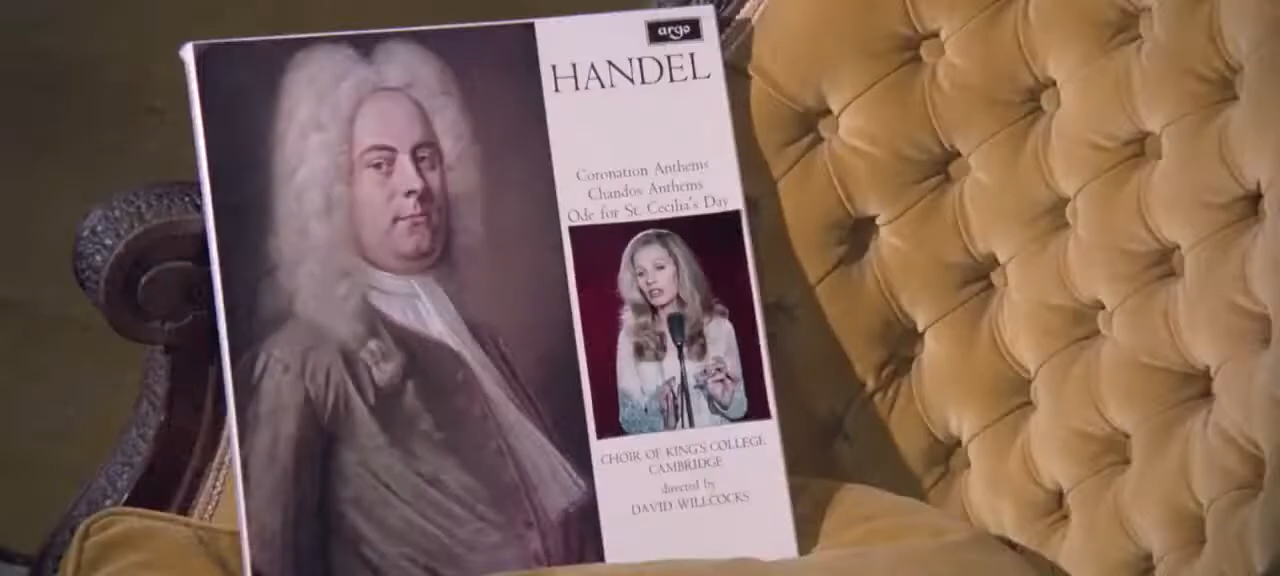 argo
HANDEL
Coronation Anthems
Chandos Anthems
Ode for St. Cecilia's Day
CHOIR OF KING'S COLLEGE
CAMBRIDGE
directed by
DAVID WILLCOCKS